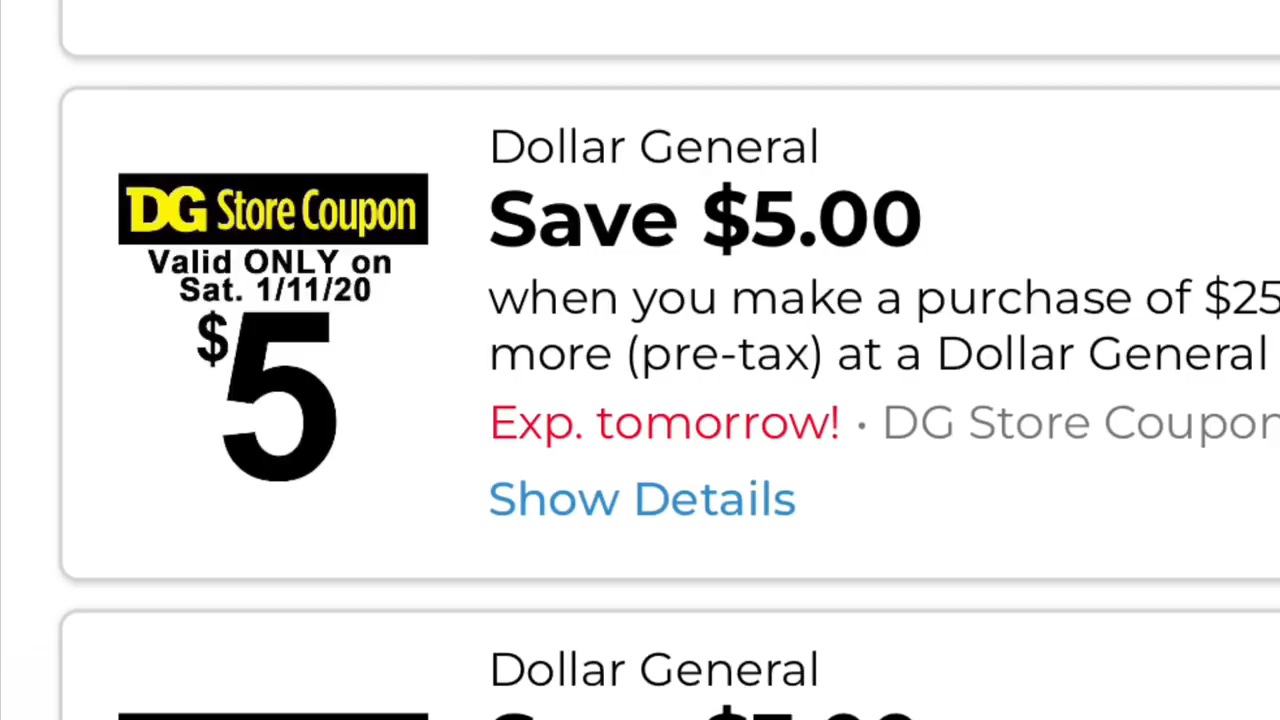 Dollar General
DG Store Coupon
Save $5.00
Valid ONLY on
Sat. 1/11/20
when you make a purchase of $25
$5
more (pre-tax) at a Dollar General
Exp. tomorrow! • DG Store Coupon
Show Details
Dollar General